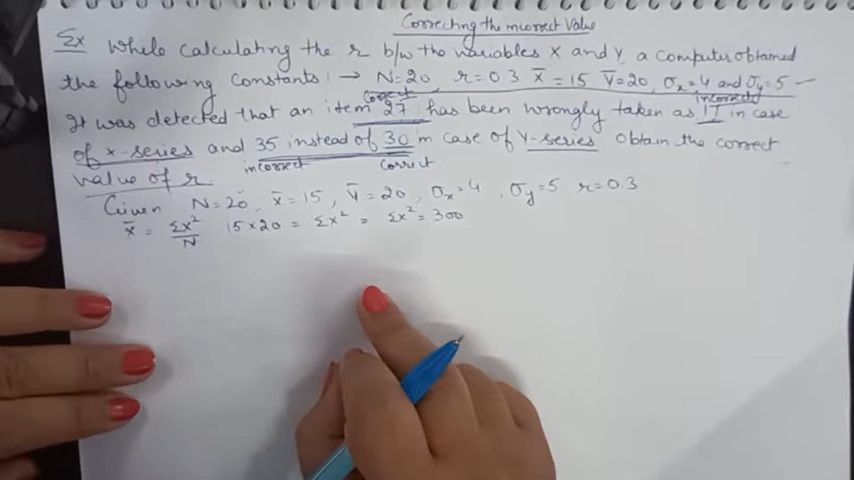 Correcting the incorrect Value
Ex While calculating the r b/w the variables X and Y, a computer obtained
the following Constants: → N=20 r=0.3 X̅ =15 Y̅=20, σx=4 and σy=5 —
correct incorrect
It was detected that an item 27 has been wrongly taken as 17 in case
of x-series and 35 instead of 30 in case of Y-series Obtain the correct
incorrect correct
value of r
Given N=20, x̅=15, Y̅=20, σx=4, σy=5 r=0.3
x̅ = Σx²/N 15×20 = Σx² = Σx² = 300